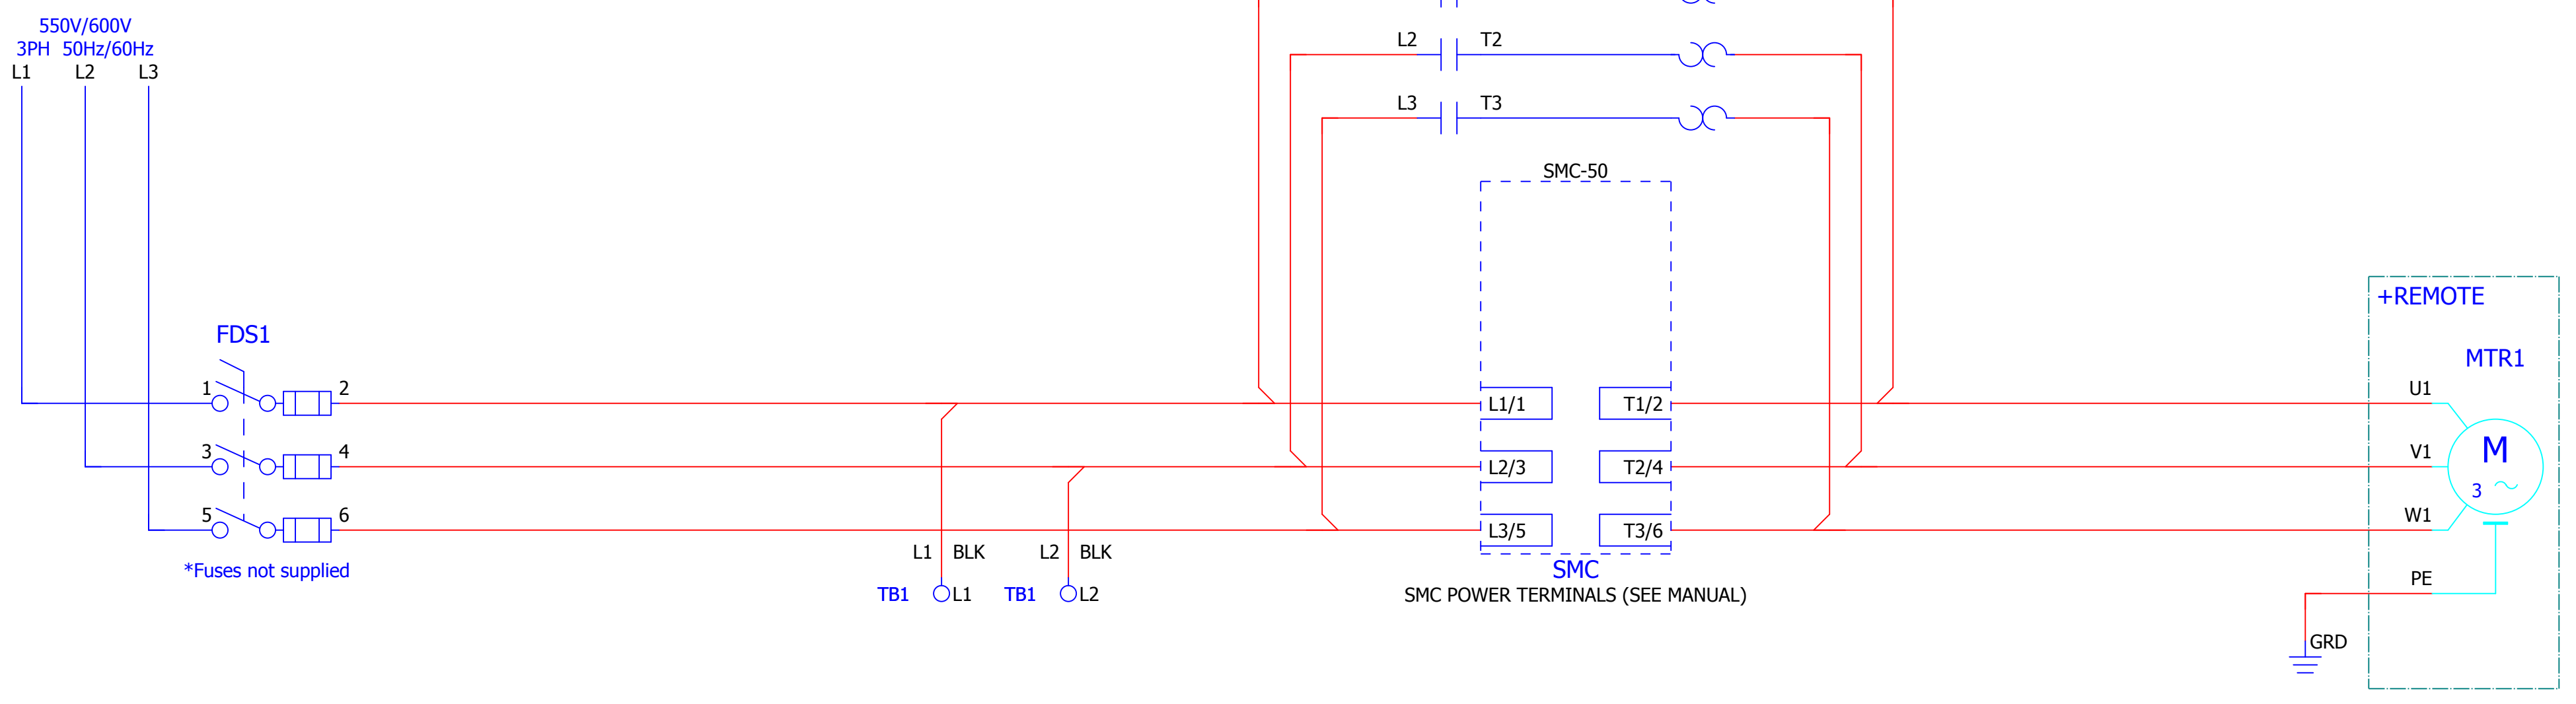 550V/600V
3PH 50Hz/60Hz
L1 L2 L3
L2 T2
L3 T3
SMC-50
+REMOTE
FDS1
MTR1
1 2
L1/1 T1/2
U1
3 4
L2/3 T2/4
V1
M
3
5 6
L3/5 T3/6
W1
*Fuses not supplied
L1 BLK
L2 BLK
TB1 L1
TB1 L2
SMC
SMC POWER TERMINALS (SEE MANUAL)
PE
GRD